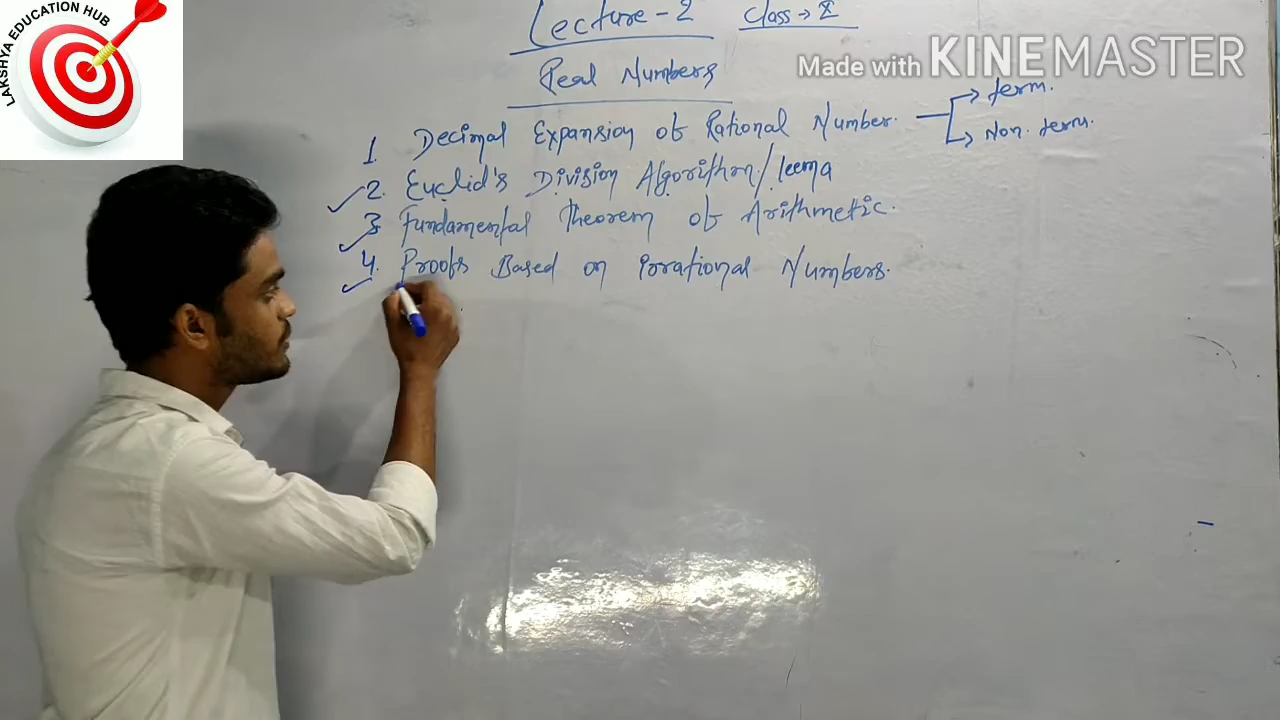 LAKSHYA EDUCATION HUB
Lecture - 2 Class → X
Made with KINEMASTER
Real Numbers
→ term.
1. Decimal Expansion of Rational Number.
→ Non. term.
2. Euclid's Division Algorithm/leema
3. Fundamental theorem of Arithmetic.
4. Proofs Based on irrational Numbers.